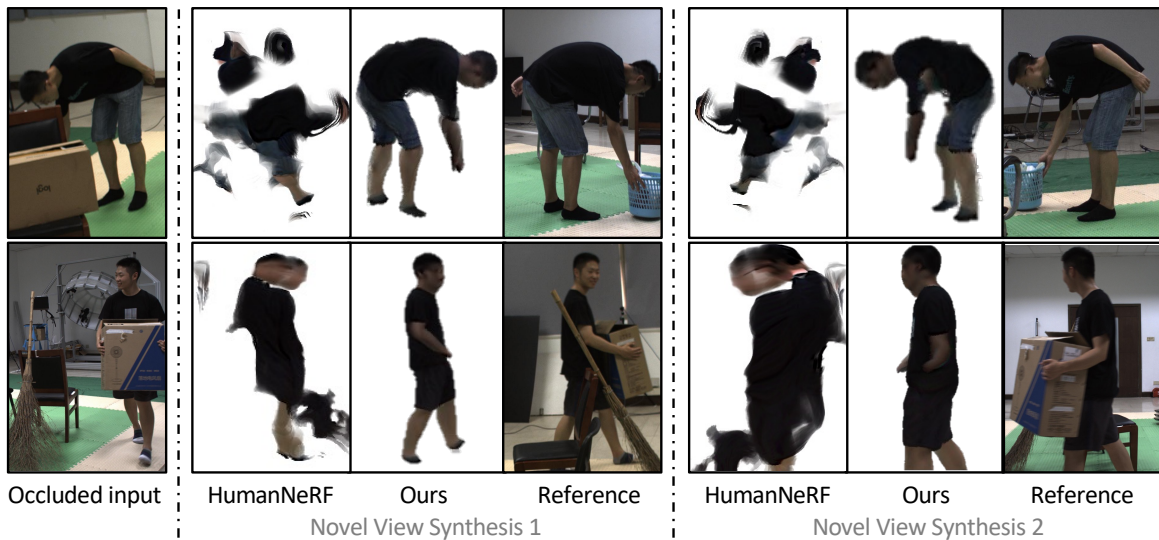 Occluded input
HumanNeRF
Ours
Reference
HumanNeRF
Ours
Reference
Novel View Synthesis 1
Novel View Synthesis 2